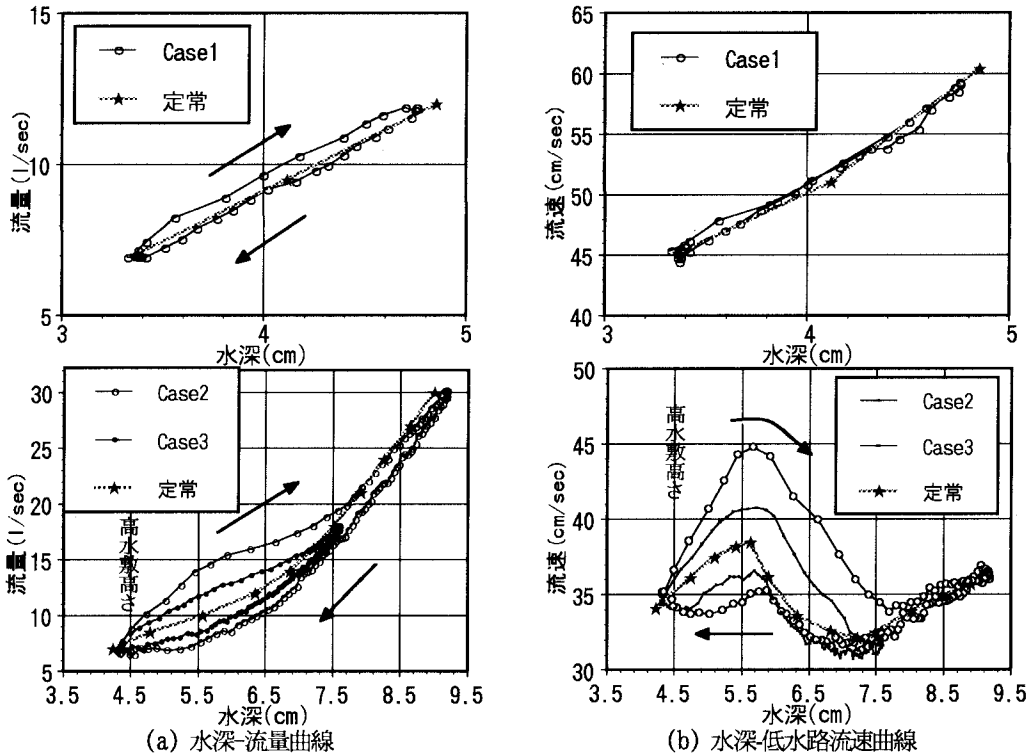 15
10
5
流量(l/sec)
Case1
定常
3
4
5
水深(cm)
65
60
55
50
45
40
流速(cm/sec)
Case1
定常
3
4
5
水深(cm)
30
25
20
15
10
5
流量(l/sec)
Case2
Case3
定常
高水敷高さ
3.5
4.5
5.5
6.5
7.5
8.5
9.5
水深(cm)
(a) 水深-流量曲線
50
45
40
35
30
流速(cm/sec)
高水敷高さ
Case2
Case3
定常
3.5
4.5
5.5
6.5
7.5
8.5
9.5
水深(cm)
(b) 水深-低水路流速曲線